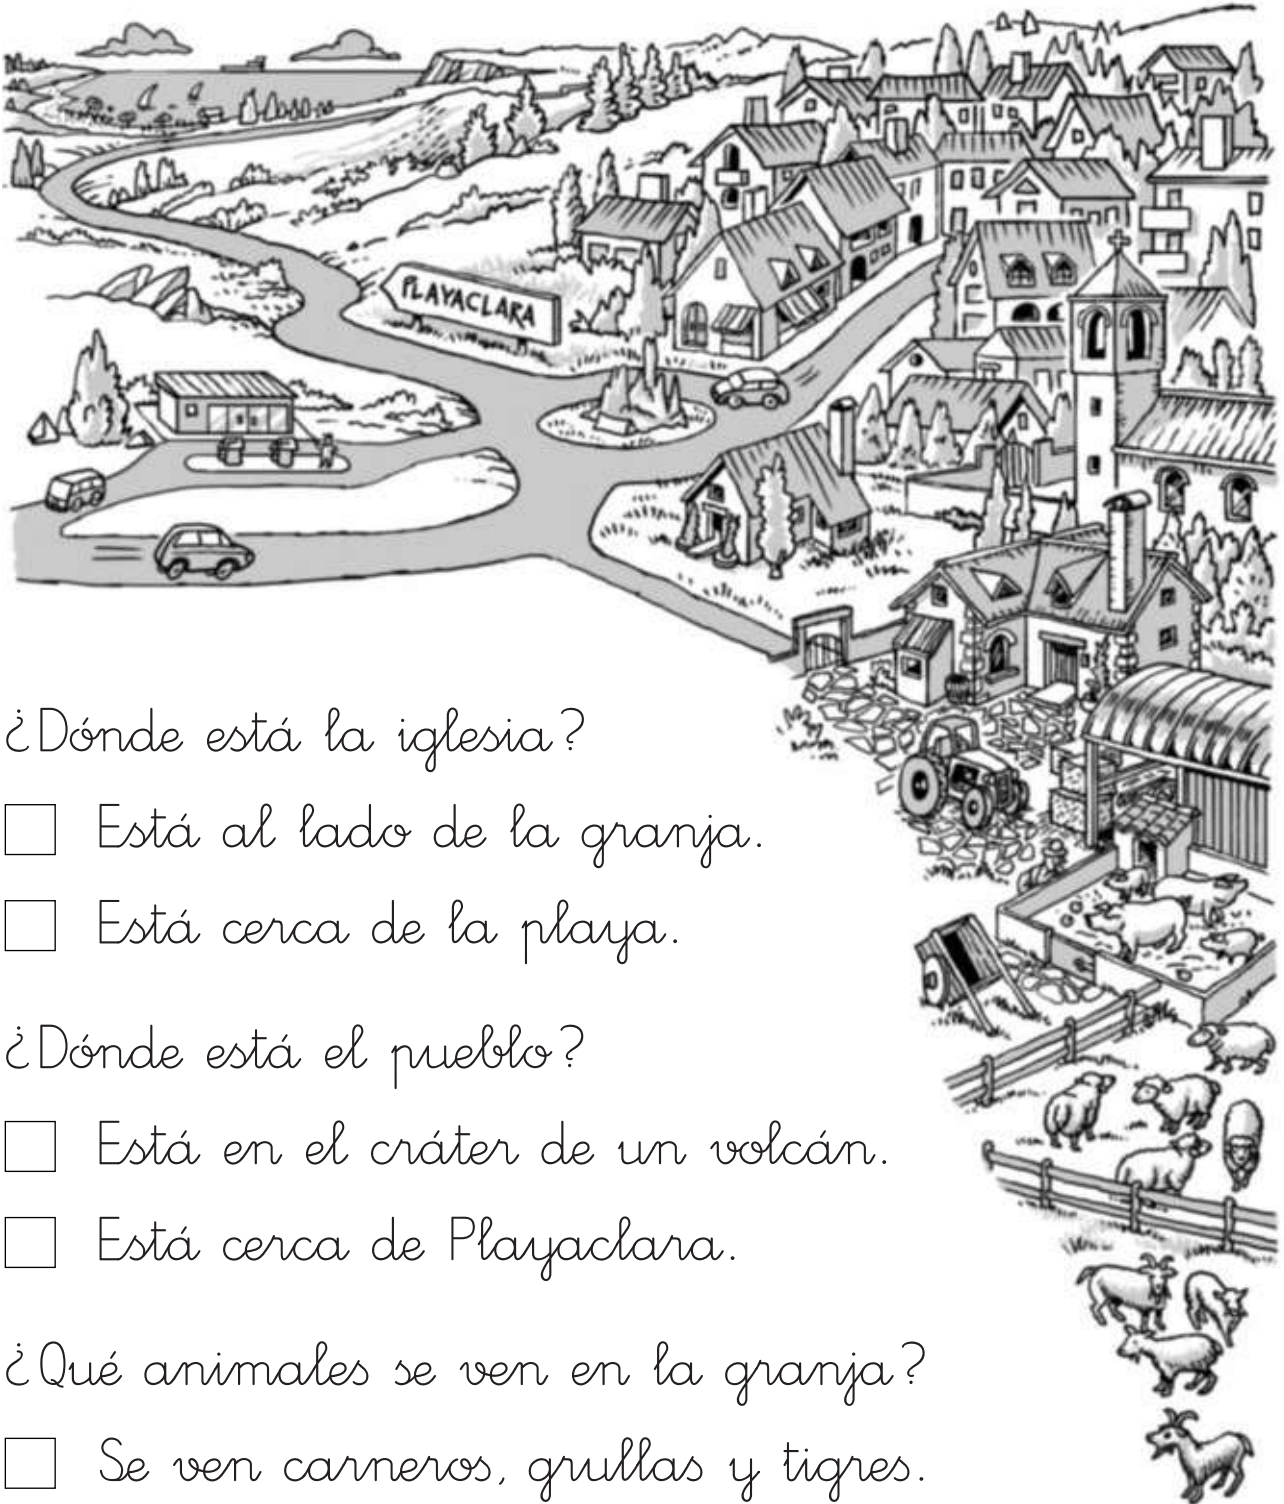 PLAYACLARA
¿Dónde está la iglesia?
Está al lado de la granja.
Está cerca de la playa.
¿Dónde está el pueblo?
Está en el cráter de un volcán.
Está cerca de Playaclara.
¿Qué animales se ven en la granja?
Se ven carneros, grullas y tigres.